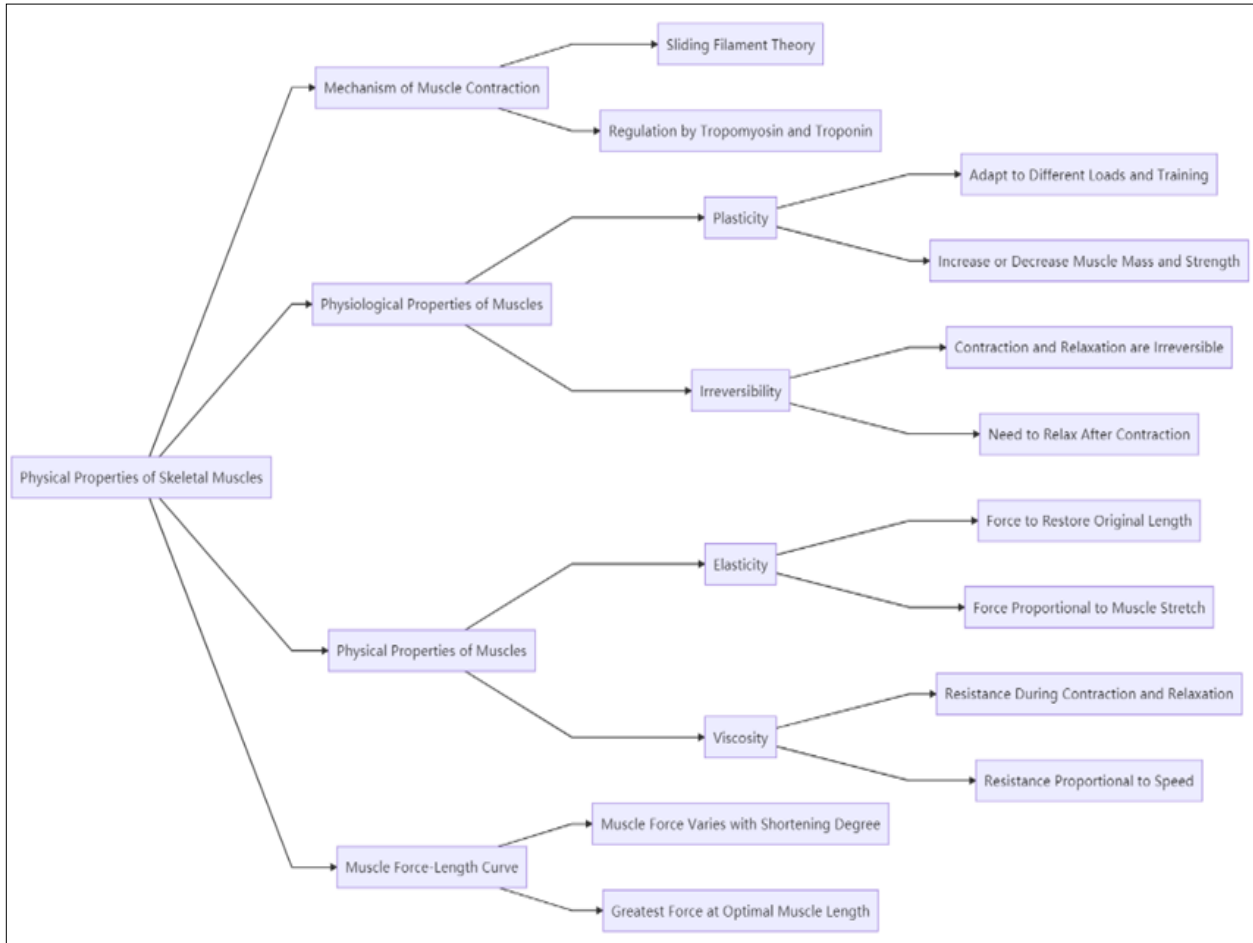 Sliding Filament Theory
Mechanism of Muscle Contraction
Regulation by Tropomyosin and Troponin
Adapt to Different Loads and Training
Plasticity
Increase or Decrease Muscle Mass and Strength
Physiological Properties of Muscles
Contraction and Relaxation are Irreversible
Irreversibility
Need to Relax After Contraction
Physical Properties of Skeletal Muscles
Force to Restore Original Length
Elasticity
Force Proportional to Muscle Stretch
Physical Properties of Muscles
Resistance During Contraction and Relaxation
Viscosity
Resistance Proportional to Speed
Muscle Force Varies with Shortening Degree
Muscle Force-Length Curve
Greatest Force at Optimal Muscle Length